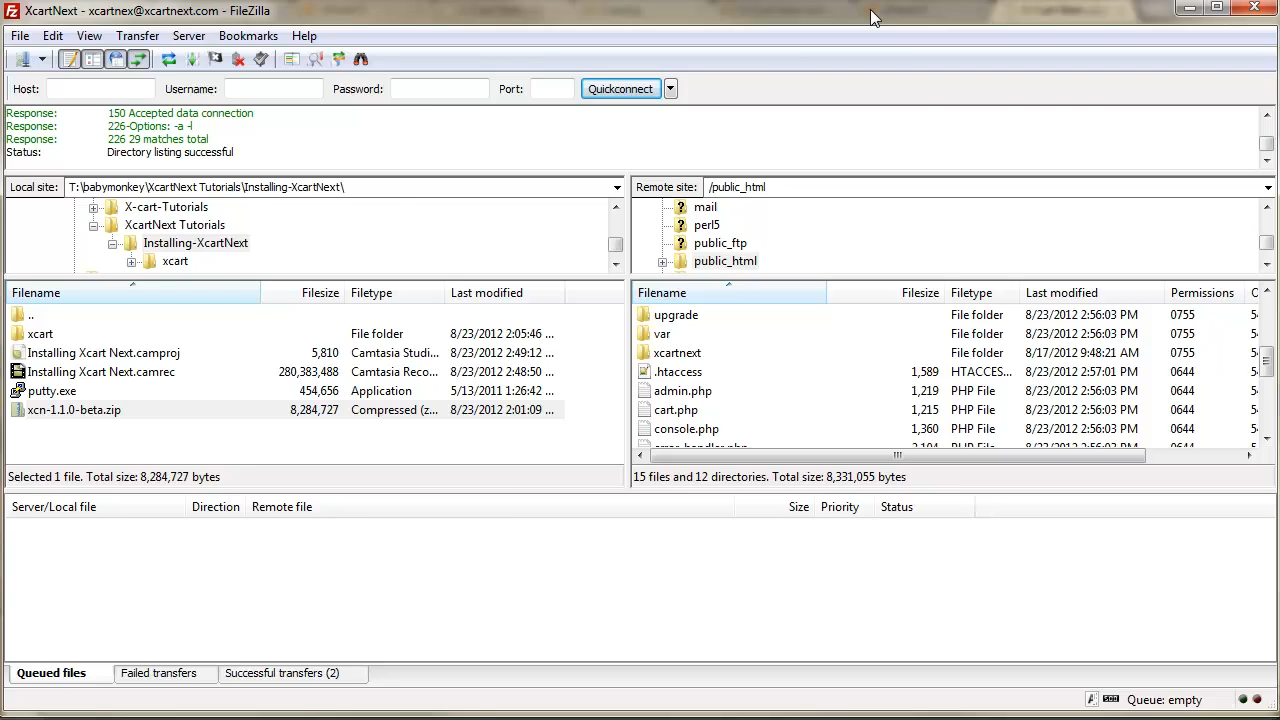 XcartNext - xcartnex@xcartnext.com - FileZilla
File Edit View Transfer Server Bookmarks Help
Host: Username: Password: Port: Quickconnect
Response: 150 Accepted data connection
Response: 226-Options: -a -l
Response: 226 29 matches total
Status: Directory listing successful
Local site: T:\babymonkey\XcartNext Tutorials\Installing-XcartNext\
X-cart-Tutorials
XcartNext Tutorials
Installing-XcartNext
xcart
Remote site: /public_html
mail
perl5
public_ftp
public_html
Filename Filesize Filetype Last modified
..
xcart File folder 8/23/2012 2:05:46 ...
Installing Xcart Next.camproj 5,810 Camtasia Studi... 8/23/2012 2:49:12 ...
Installing Xcart Next.camrec 280,383,488 Camtasia Reco... 8/23/2012 2:48:50 ...
putty.exe 454,656 Application 5/13/2011 1:26:42 ...
xcn-1.1.0-beta.zip 8,284,727 Compressed (z... 8/23/2012 2:01:09 ...
Selected 1 file. Total size: 8,284,727 bytes
Filename Filesize Filetype Last modified Permissions
upgrade File folder 8/23/2012 2:56:03 PM 0755
var File folder 8/23/2012 2:56:03 PM 0755
xcartnext File folder 8/17/2012 9:48:21 AM 0755
.htaccess 1,589 HTACCES... 8/23/2012 2:57:01 PM 0644
admin.php 1,219 PHP File 8/23/2012 2:56:03 PM 0644
cart.php 1,215 PHP File 8/23/2012 2:56:03 PM 0644
console.php 1,360 PHP File 8/23/2012 2:56:03 PM 0644
15 files and 12 directories. Total size: 8,331,055 bytes
Server/Local file Direction Remote file Size Priority Status
Queued files Failed transfers Successful transfers (2)
Queue: empty